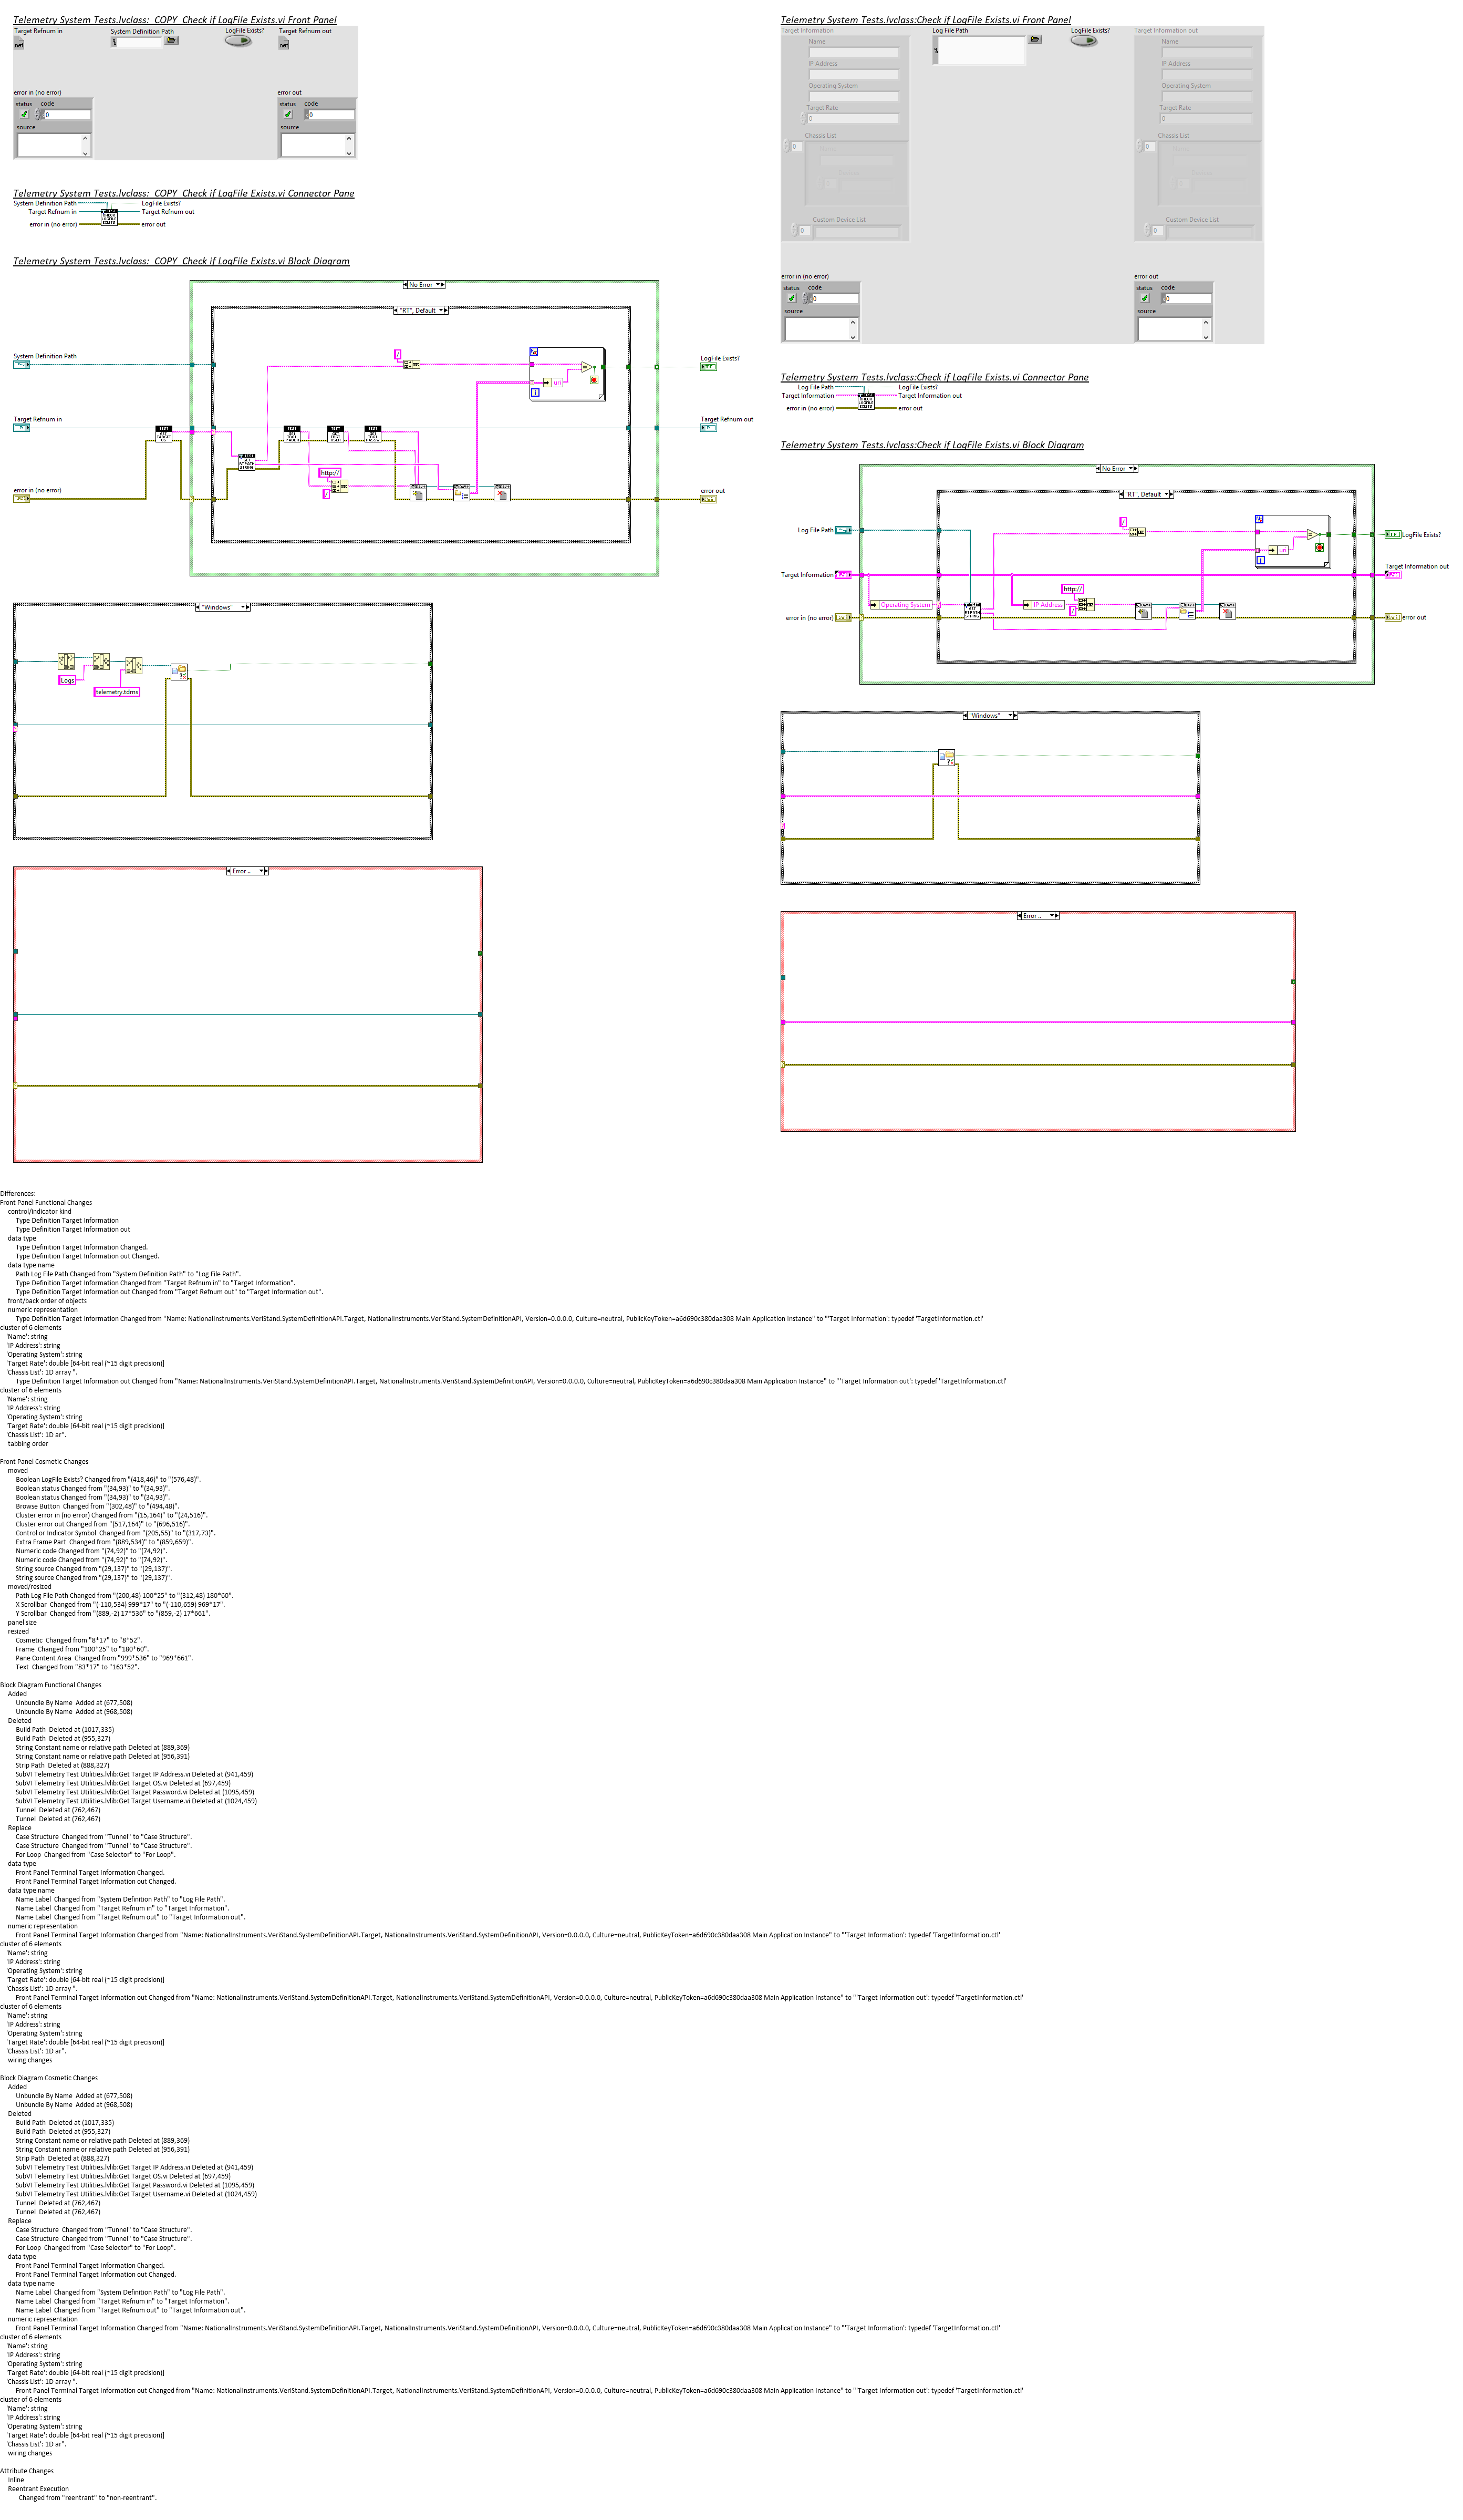 Telemetry System Tests.lvclass:_COPY_Check if LogFile Exists.vi Front Panel
Target Refnum in
System Definition Path
LogFile Exists?
Target Refnum out
error in (no error)
status
code
0
source
error out
status
code
0
source
Telemetry System Tests.lvclass:_COPY_Check if LogFile Exists.vi Connector Pane
System Definition Path
LogFile Exists?
Target Refnum in
Target Refnum out
error in (no error)
error out
Telemetry System Tests.lvclass:_COPY_Check if LogFile Exists.vi Block Diagram
No Error
"RT", Default
System Definition Path
LogFile Exists?
Target Refnum in
Target Refnum out
error in (no error)
error out
http://
/
/
uri
i
TF
"Windows"
Logs
telemetry.tdms
Error ..
Telemetry System Tests.lvclass:Check if LogFile Exists.vi Front Panel
Target Information
Name
IP Address
Operating System
Target Rate
0
Chassis List
0
Custom Device List
0
Log File Path
LogFile Exists?
Target Information out
Name
IP Address
Operating System
Target Rate
0
Chassis List
0
Custom Device List
0
error in (no error)
status
code
0
source
error out
status
code
0
source
Telemetry System Tests.lvclass:Check if LogFile Exists.vi Connector Pane
Log File Path
LogFile Exists?
Target Information
Target Information out
error in (no error)
error out
Telemetry System Tests.lvclass:Check if LogFile Exists.vi Block Diagram
No Error
"RT", Default
Log File Path
LogFile Exists?
Target Information
Target Information out
Operating System
IP Address
http://
/
/
uri
i
TF
error in (no error)
error out
"Windows"
Error ..
Differences:
Front Panel Functional Changes
control/indicator kind
Type Definition Target Information
Type Definition Target Information out
data type
Type Definition Target Information Changed.
Type Definition Target Information out Changed.
data type name
Path Log File Path Changed from "System Definition Path" to "Log File Path".
Type Definition Target Information Changed from "Target Refnum in" to "Target Information".
Type Definition Target Information out Changed from "Target Refnum out" to "Target Information out".
front/back order of objects
numeric representation
Type Definition Target Information Changed from "Name: NationalInstruments.VeriStand.SystemDefinitionAPI.Target, NationalInstruments.VeriStand.SystemDefinitionAPI, Version=0.0.0.0, Culture=neutral, PublicKeyToken=a6d690c380daa308 Main Application Instance" to "'Target Information': typedef 'TargetInformation.ctl'
cluster of 6 elements
'Name': string
'IP Address': string
'Operating System': string
'Target Rate': double [64-bit real (~15 digit precision)]
'Chassis List': 1D array ".
Type Definition Target Information out Changed from "Name: NationalInstruments.VeriStand.SystemDefinitionAPI.Target, NationalInstruments.VeriStand.SystemDefinitionAPI, Version=0.0.0.0, Culture=neutral, PublicKeyToken=a6d690c380daa308 Main Application Instance" to "'Target Information out': typedef 'TargetInformation.ctl'
cluster of 6 elements
'Name': string
'IP Address': string
'Operating System': string
'Target Rate': double [64-bit real (~15 digit precision)]
'Chassis List': 1D ar".
tabbing order
Front Panel Cosmetic Changes
moved
Boolean LogFile Exists? Changed from "(418,46)" to "(576,48)".
Boolean status Changed from "(34,93)" to "(34,93)".
Boolean status Changed from "(34,93)" to "(34,93)".
Browse Button  Changed from "(302,48)" to "(494,48)".
Cluster error in (no error) Changed from "(15,164)" to "(24,516)".
Cluster error out Changed from "(517,164)" to "(696,516)".
Control or Indicator Symbol  Changed from "(205,55)" to "(317,73)".
Extra Frame Part  Changed from "(889,534)" to "(859,659)".
Numeric code Changed from "(74,92)" to "(74,92)".
Numeric code Changed from "(74,92)" to "(74,92)".
String source Changed from "(29,137)" to "(29,137)".
String source Changed from "(29,137)" to "(29,137)".
moved/resized
Path Log File Path Changed from "(200,48) 100*25" to "(312,48) 180*60".
X Scrollbar  Changed from "(-110,534) 999*17" to "(-110,659) 969*17".
Y Scrollbar  Changed from "(889,-2) 17*536" to "(859,-2) 17*661".
panel size
resized
Cosmetic  Changed from "8*17" to "8*52".
Frame  Changed from "100*25" to "180*60".
Pane Content Area  Changed from "999*536" to "969*661".
Text  Changed from "83*17" to "163*52".
Block Diagram Functional Changes
Added
Unbundle By Name  Added at (677,508)
Unbundle By Name  Added at (968,508)
Deleted
Build Path  Deleted at (1017,335)
Build Path  Deleted at (955,327)
String Constant name or relative path Deleted at (889,369)
String Constant name or relative path Deleted at (956,391)
Strip Path  Deleted at (888,327)
SubVI Telemetry Test Utilities.lvlib:Get Target IP Address.vi Deleted at (941,459)
SubVI Telemetry Test Utilities.lvlib:Get Target OS.vi Deleted at (697,459)
SubVI Telemetry Test Utilities.lvlib:Get Target Password.vi Deleted at (1095,459)
SubVI Telemetry Test Utilities.lvlib:Get Target Username.vi Deleted at (1024,459)
Tunnel  Deleted at (762,467)
Tunnel  Deleted at (762,467)
Replace
Case Structure  Changed from "Tunnel" to "Case Structure".
Case Structure  Changed from "Tunnel" to "Case Structure".
For Loop  Changed from "Case Selector" to "For Loop".
data type
Front Panel Terminal Target Information Changed.
Front Panel Terminal Target Information out Changed.
data type name
Name Label  Changed from "System Definition Path" to "Log File Path".
Name Label  Changed from "Target Refnum in" to "Target Information".
Name Label  Changed from "Target Refnum out" to "Target Information out".
numeric representation
Front Panel Terminal Target Information Changed from "Name: NationalInstruments.VeriStand.SystemDefinitionAPI.Target, NationalInstruments.VeriStand.SystemDefinitionAPI, Version=0.0.0.0, Culture=neutral, PublicKeyToken=a6d690c380daa308 Main Application Instance" to "'Target Information': typedef 'TargetInformation.ctl'
cluster of 6 elements
'Name': string
'IP Address': string
'Operating System': string
'Target Rate': double [64-bit real (~15 digit precision)]
'Chassis List': 1D array ".
Front Panel Terminal Target Information out Changed from "Name: NationalInstruments.VeriStand.SystemDefinitionAPI.Target, NationalInstruments.VeriStand.SystemDefinitionAPI, Version=0.0.0.0, Culture=neutral, PublicKeyToken=a6d690c380daa308 Main Application Instance" to "'Target Information out': typedef 'TargetInformation.ctl'
cluster of 6 elements
'Name': string
'IP Address': string
'Operating System': string
'Target Rate': double [64-bit real (~15 digit precision)]
'Chassis List': 1D ar".
wiring changes
Block Diagram Cosmetic Changes
Added
Unbundle By Name  Added at (677,508)
Unbundle By Name  Added at (968,508)
Deleted
Build Path  Deleted at (1017,335)
Build Path  Deleted at (955,327)
String Constant name or relative path Deleted at (889,369)
String Constant name or relative path Deleted at (956,391)
Strip Path  Deleted at (888,327)
SubVI Telemetry Test Utilities.lvlib:Get Target IP Address.vi Deleted at (941,459)
SubVI Telemetry Test Utilities.lvlib:Get Target OS.vi Deleted at (697,459)
SubVI Telemetry Test Utilities.lvlib:Get Target Password.vi Deleted at (1095,459)
SubVI Telemetry Test Utilities.lvlib:Get Target Username.vi Deleted at (1024,459)
Tunnel  Deleted at (762,467)
Tunnel  Deleted at (762,467)
Replace
Case Structure  Changed from "Tunnel" to "Case Structure".
Case Structure  Changed from "Tunnel" to "Case Structure".
For Loop  Changed from "Case Selector" to "For Loop".
data type
Front Panel Terminal Target Information Changed.
Front Panel Terminal Target Information out Changed.
data type name
Name Label  Changed from "System Definition Path" to "Log File Path".
Name Label  Changed from "Target Refnum in" to "Target Information".
Name Label  Changed from "Target Refnum out" to "Target Information out".
numeric representation
Front Panel Terminal Target Information Changed from "Name: NationalInstruments.VeriStand.SystemDefinitionAPI.Target, NationalInstruments.VeriStand.SystemDefinitionAPI, Version=0.0.0.0, Culture=neutral, PublicKeyToken=a6d690c380daa308 Main Application Instance" to "'Target Information': typedef 'TargetInformation.ctl'
cluster of 6 elements
'Name': string
'IP Address': string
'Operating System': string
'Target Rate': double [64-bit real (~15 digit precision)]
'Chassis List': 1D array ".
Front Panel Terminal Target Information out Changed from "Name: NationalInstruments.VeriStand.SystemDefinitionAPI.Target, NationalInstruments.VeriStand.SystemDefinitionAPI, Version=0.0.0.0, Culture=neutral, PublicKeyToken=a6d690c380daa308 Main Application Instance" to "'Target Information out': typedef 'TargetInformation.ctl'
cluster of 6 elements
'Name': string
'IP Address': string
'Operating System': string
'Target Rate': double [64-bit real (~15 digit precision)]
'Chassis List': 1D ar".
wiring changes
Attribute Changes
Inline
Reentrant Execution
Changed from "reentrant" to "non-reentrant".